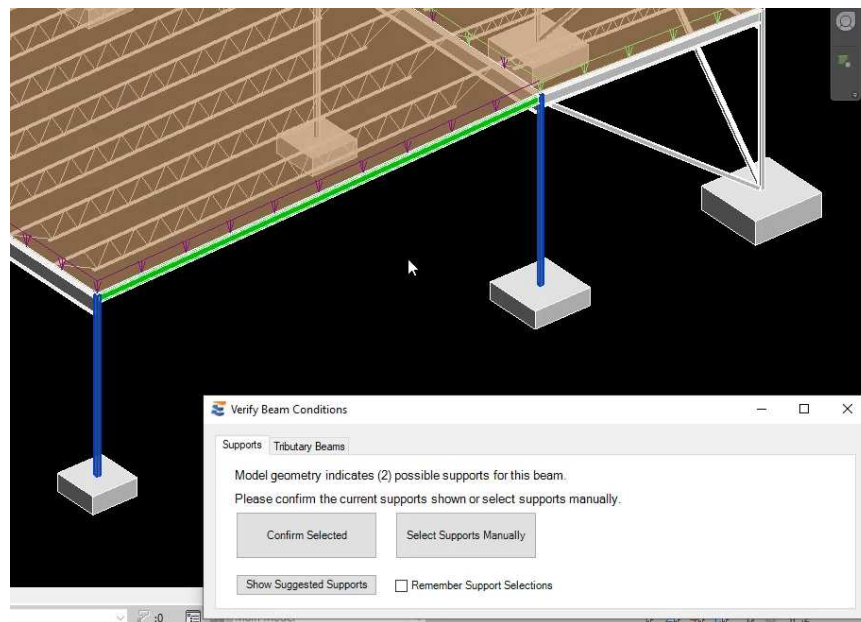 Verify Beam Conditions
Supports Tributary Beams
Model geometry indicates (2) possible supports for this beam.
Please confirm the current supports shown or select supports manually.
Confirm Selected Select Supports Manually
Show Suggested Supports Remember Support Selections
:0